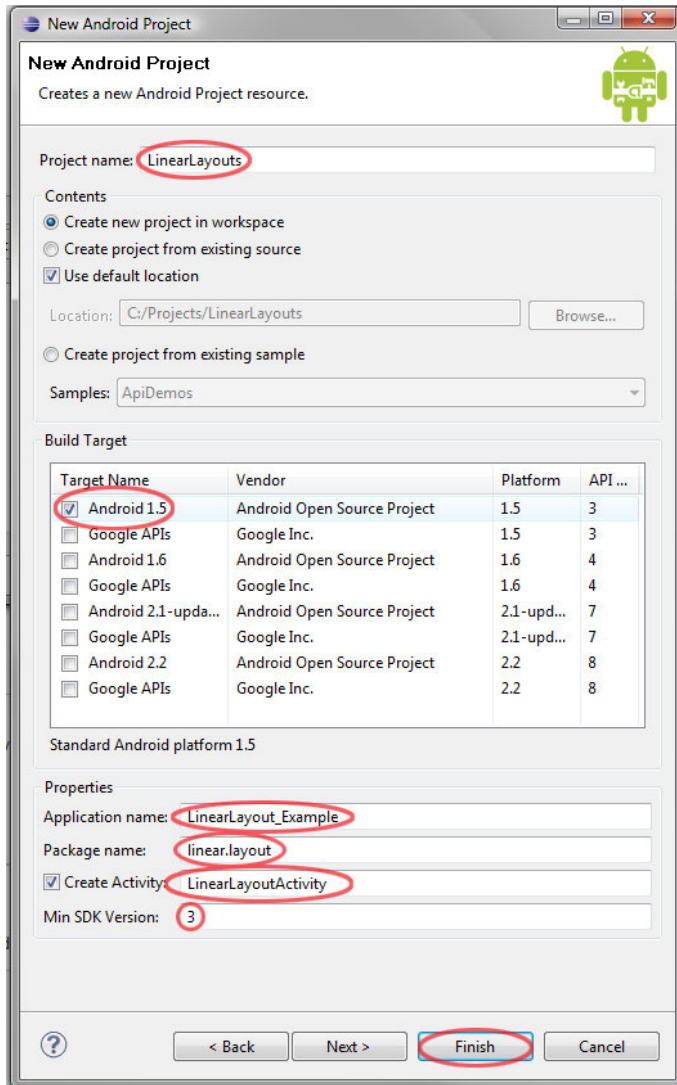 New Android Project
New Android Project
Creates a new Android Project resource.
Project name: LinearLayouts
Contents
Create new project in workspace
Create project from existing source
Use default location
Location: C:/Projects/LinearLayouts Browse...
Create project from existing sample
Samples: ApiDemos
Build Target
Target Name Vendor Platform API ...
Android 1.5 Android Open Source Project 1.5 3
Google APIs Google Inc. 1.5 3
Android 1.6 Android Open Source Project 1.6 4
Google APIs Google Inc. 1.6 4
Android 2.1-upda... Android Open Source Project 2.1-upd... 7
Google APIs Google Inc. 2.1-upd... 7
Android 2.2 Android Open Source Project 2.2 8
Google APIs Google Inc. 2.2 8
Standard Android platform 1.5
Properties
Application name: LinearLayout_Example
Package name: linear.layout
Create Activity: LinearLayoutActivity
Min SDK Version: 3
? < Back Next > Finish Cancel